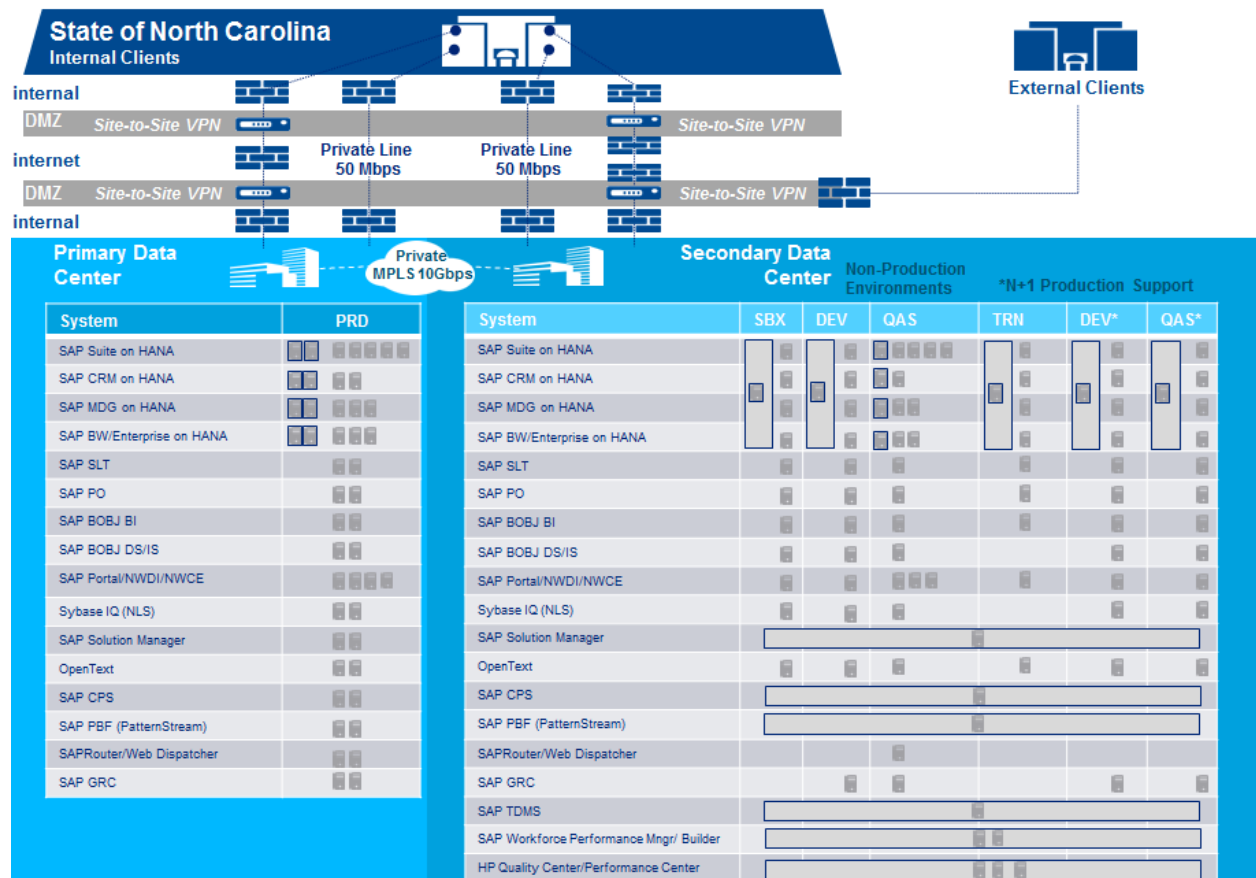 State of North Carolina
Internal Clients
External Clients
internal
DMZ Site-to-Site VPN Site-to-Site VPN
internet
Private Line
50 Mbps
Private Line
50 Mbps
DMZ Site-to-Site VPN Site-to-Site VPN
internal
Primary Data
Center
Private
MPLS 10Gbps
Secondary Data
Center
Non-Production
Environments
*N+1 Production Support
System PRD
SAP Suite on HANA
SAP CRM on HANA
SAP MDG on HANA
SAP BW/Enterprise on HANA
SAP SLT
SAP PO
SAP BOBJ BI
SAP BOBJ DS/IS
SAP Portal/NWDI/NWCE
Sybase IQ (NLS)
SAP Solution Manager
OpenText
SAP CPS
SAP PBF (PatternStream)
SAPRouter/Web Dispatcher
SAP GRC
System SBX DEV QAS TRN DEV* QAS*
SAP Suite on HANA
SAP CRM on HANA
SAP MDG on HANA
SAP BW/Enterprise on HANA
SAP SLT
SAP PO
SAP BOBJ BI
SAP BOBJ DS/IS
SAP Portal/NWDI/NWCE
Sybase IQ (NLS)
SAP Solution Manager
OpenText
SAP CPS
SAP PBF (PatternStream)
SAPRouter/Web Dispatcher
SAP GRC
SAP TDMS
SAP Workforce Performance Mngr/ Builder
HP Quality Center/Performance Center